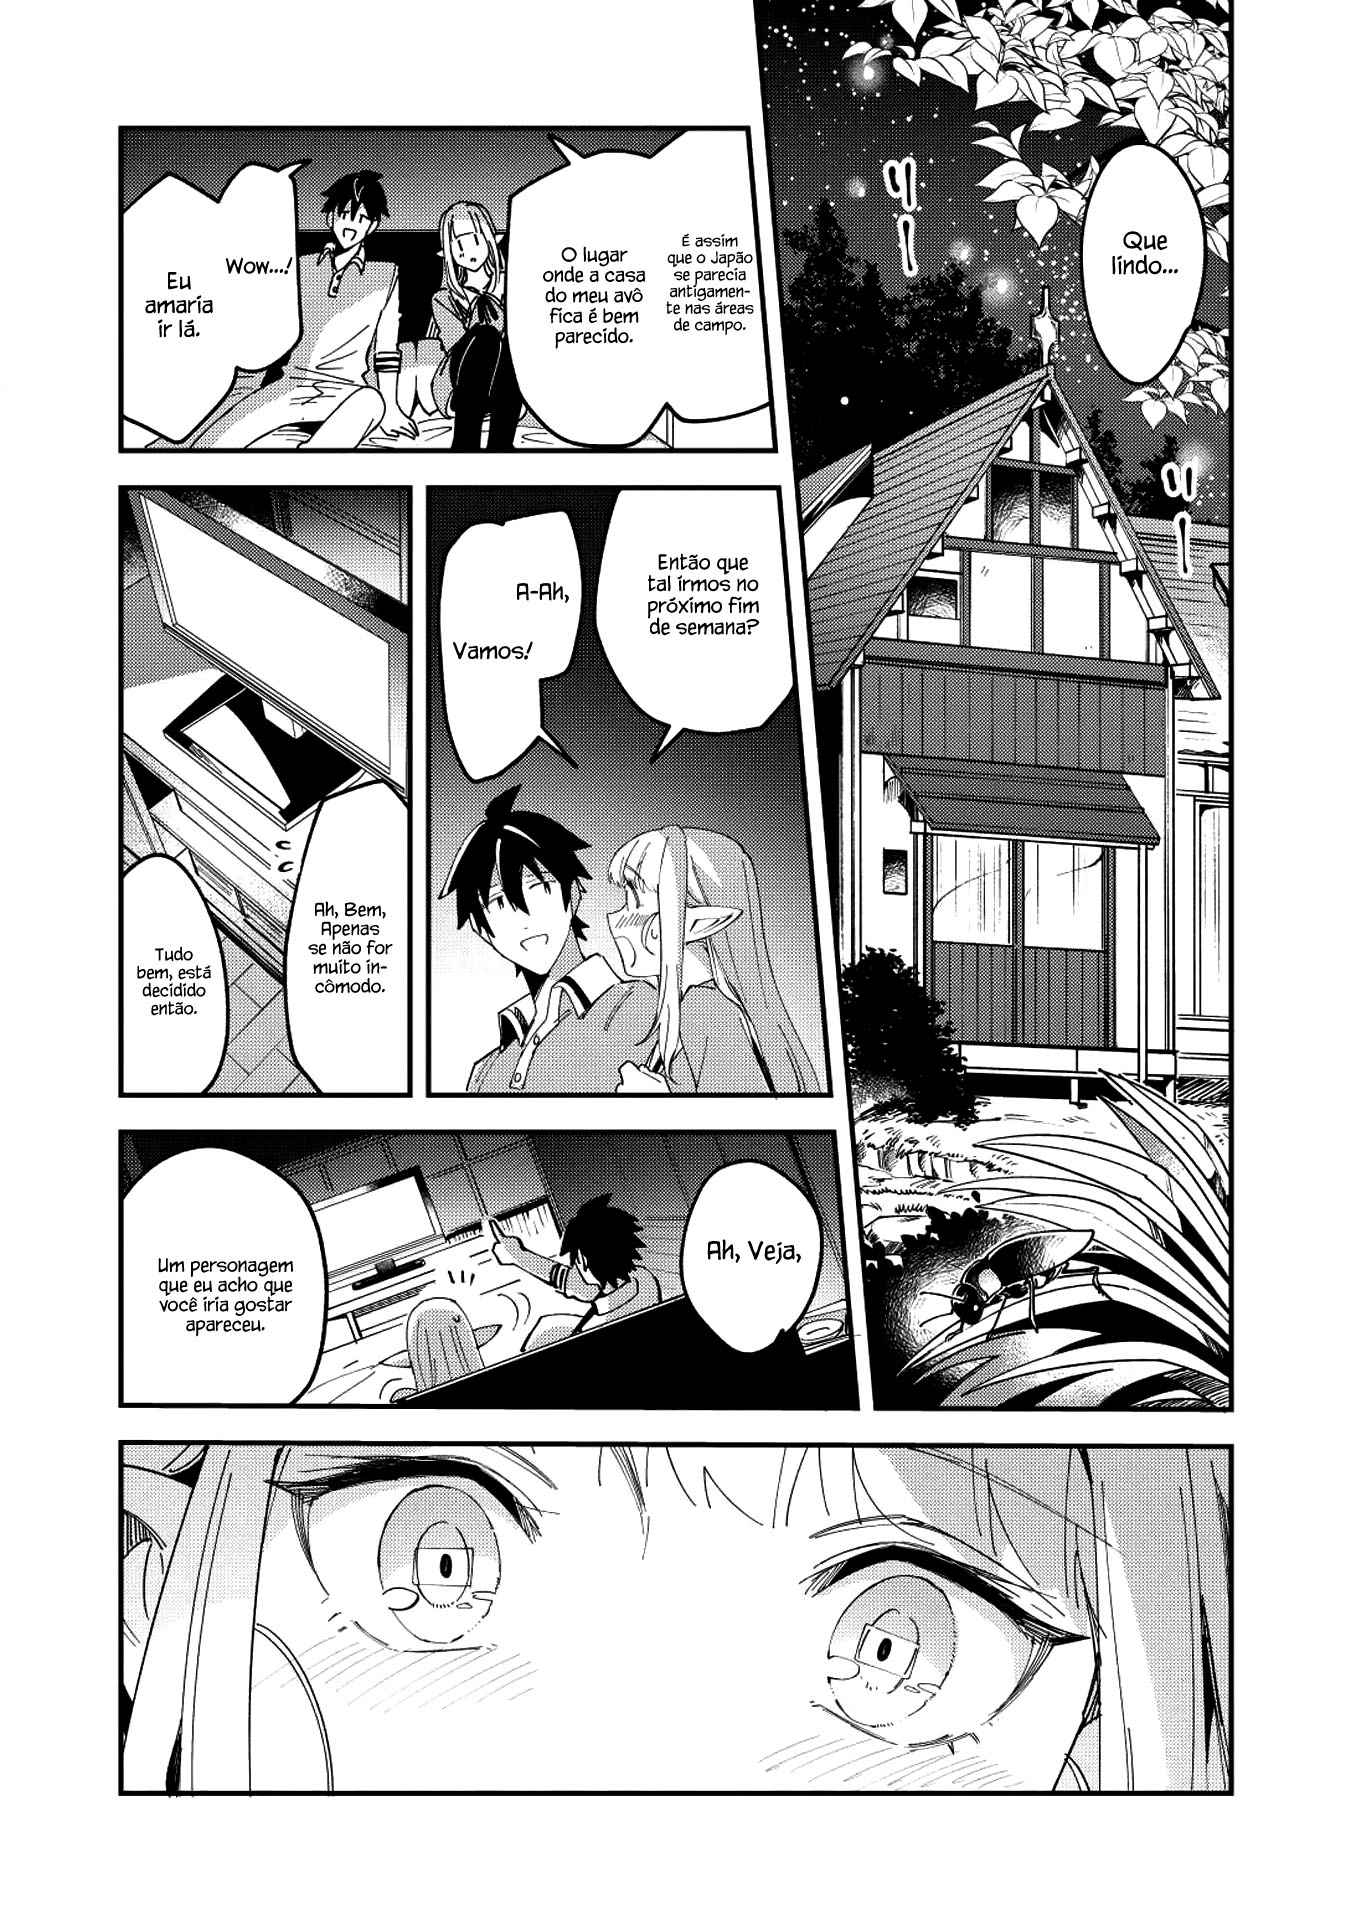 Que
lindo...
É assim
que o Japão
se parecia
antigamen-
te nas áreas
de campo.
O lugar
onde a casa
do meu avô
fica é bem
parecido.
Wow...!
Eu
amaria
ir lá.
Então que
tal irmos no
próximo fim
de semana?
A-Ah,
Vamos!
Ah, Bem,
Apenas
se não for
muito in-
cômodo.
Tudo
bem, está
decidido
então.
Ah, Veja,
Um personagem
que eu acho que
você iria gostar
apareceu.